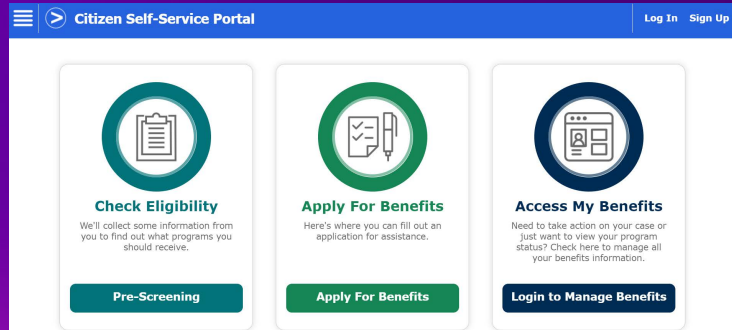 Citizen Self-Service Portal
Log In Sign Up
Check Eligibility
We'll collect some information from
you to find out what programs you
should receive.
Pre-Screening
Apply For Benefits
Here's where you can fill out an
application for assistance.
Apply For Benefits
Access My Benefits
Need to take action on your case or
just want to view your program
status? Check here to manage all
your benefits information.
Login to Manage Benefits